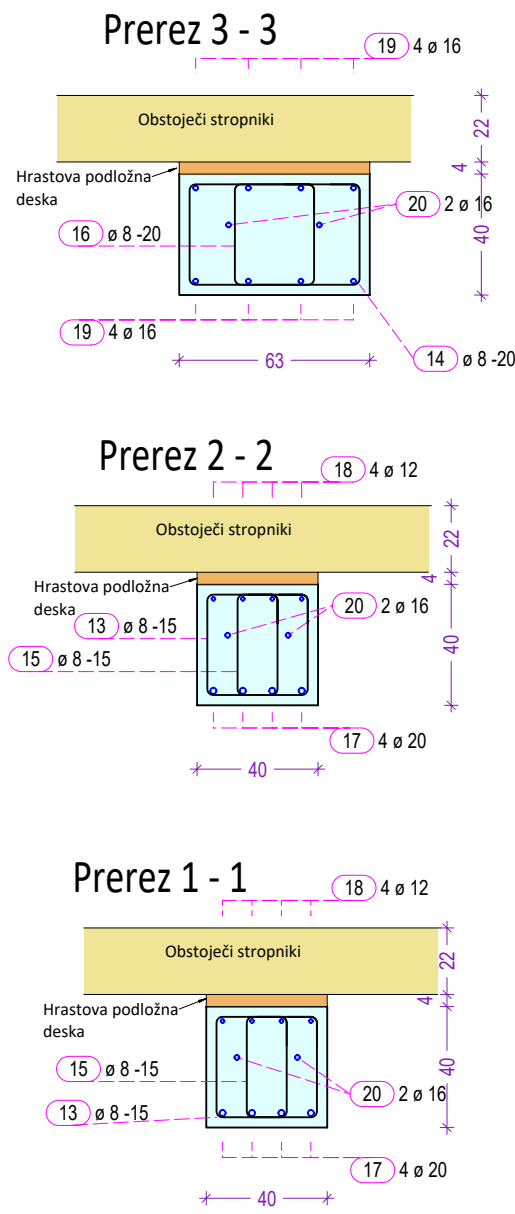 Prerez 3 - 3
19 4 ø 16
Obstoječi stropniki
22
Hrastova podložna
deska
4
20 2 ø 16
16 ø 8 -20
40
19 4 ø 16
63
14 ø 8 -20
Prerez 2 - 2
18 4 ø 12
Obstoječi stropniki
22
Hrastova podložna
deska
4
20 2 ø 16
13 ø 8 -15
40
15 ø 8 -15
17 4 ø 20
40
Prerez 1 - 1
18 4 ø 12
Obstoječi stropniki
22
Hrastova podložna
deska
4
40
15 ø 8 -15
20 2 ø 16
13 ø 8 -15
17 4 ø 20
40